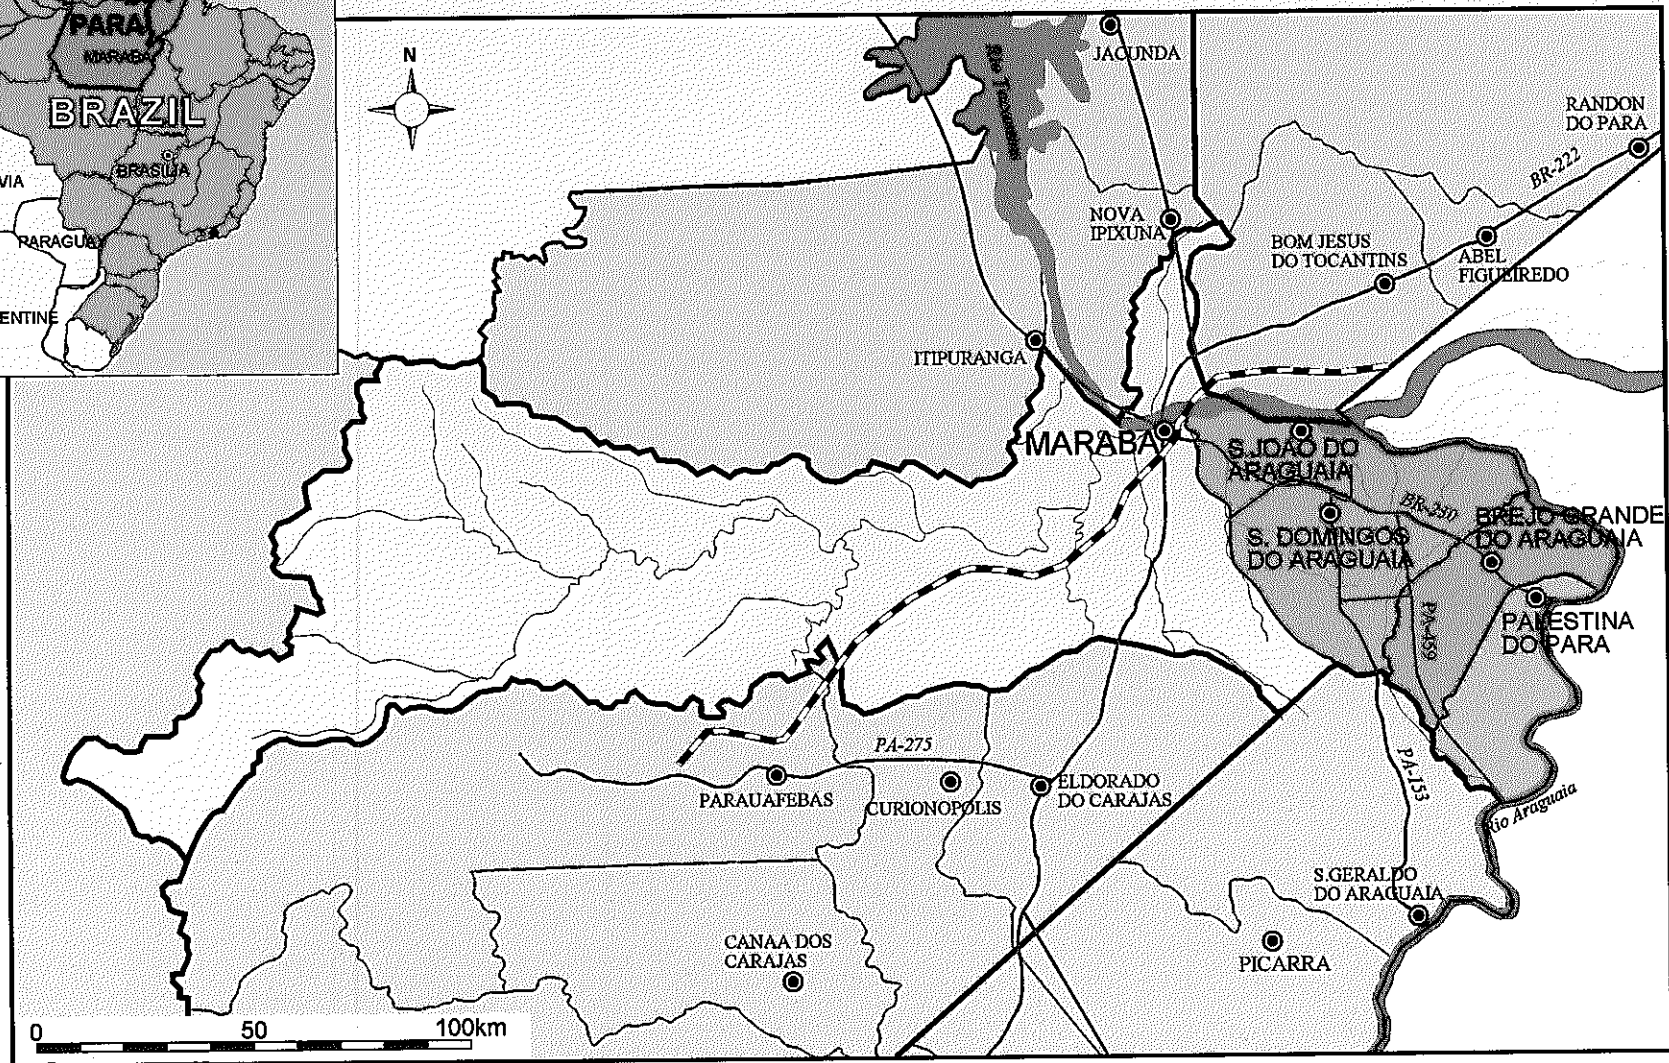 PARA
MARABA
BRAZIL
BRASILIA
VIA
PARAGUAY
ENTINE
N
JACUNDA
Rio Tocantins
RANDON
DO PARA
BR-222
NOVA
IPIXUNA
BOM JESUS
DO TOCANTINS
ABEL
FIGUEIREDO
ITIPURANGA
MARABA
S.JOAO DO
ARAGUAIA
BR-230
BREJO GRANDE
DO ARAGUAIA
S. DOMINGOS
DO ARAGUAIA
PA-459
PALESTINA
DO PARA
PA-275
PARAUAFEBAS
CURIONOPOLIS
ELDORADO
DO CARAJAS
PA-153
Rio Araguaia
S.GERALDO
DO ARAGUAIA
CANAA DOS
CARAJAS
PICARRA
0 50 100km